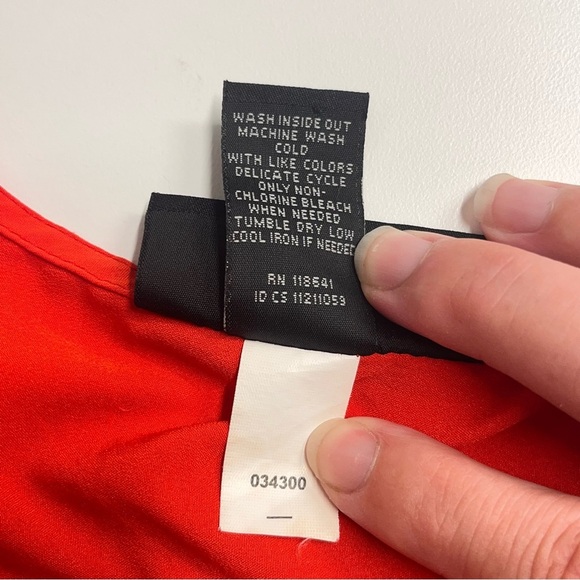 WASH INSIDE OUT
MACHINE WASH
COLD
WITH LIKE COLORS
DELICATE CYCLE
ONLY NON-
CHLORINE BLEACH
WHEN NEEDED
TUMBLE DRY LOW
COOL IRON IF NEEDED
RN 118641
ID CS 11211059
034300